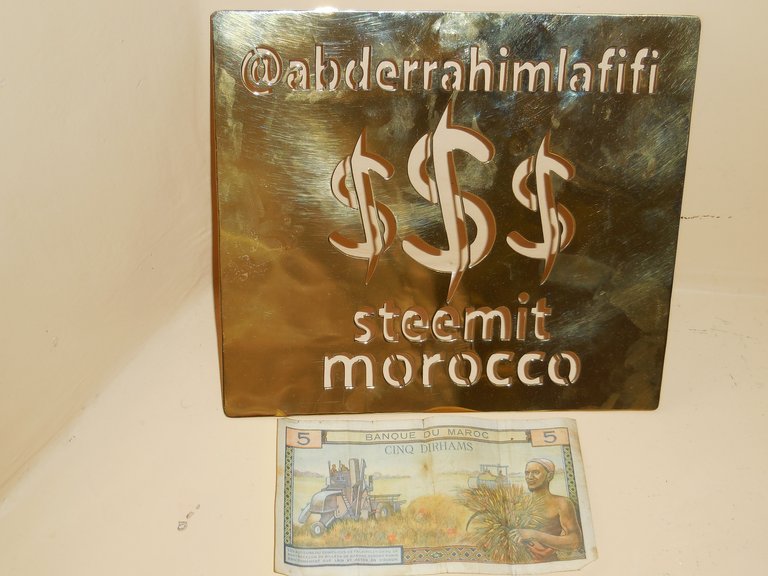 @abderrahimlafifi
$$$
steemit
morocco
5 BANQUE DU MAROC 5
CINQ DIRHAMS